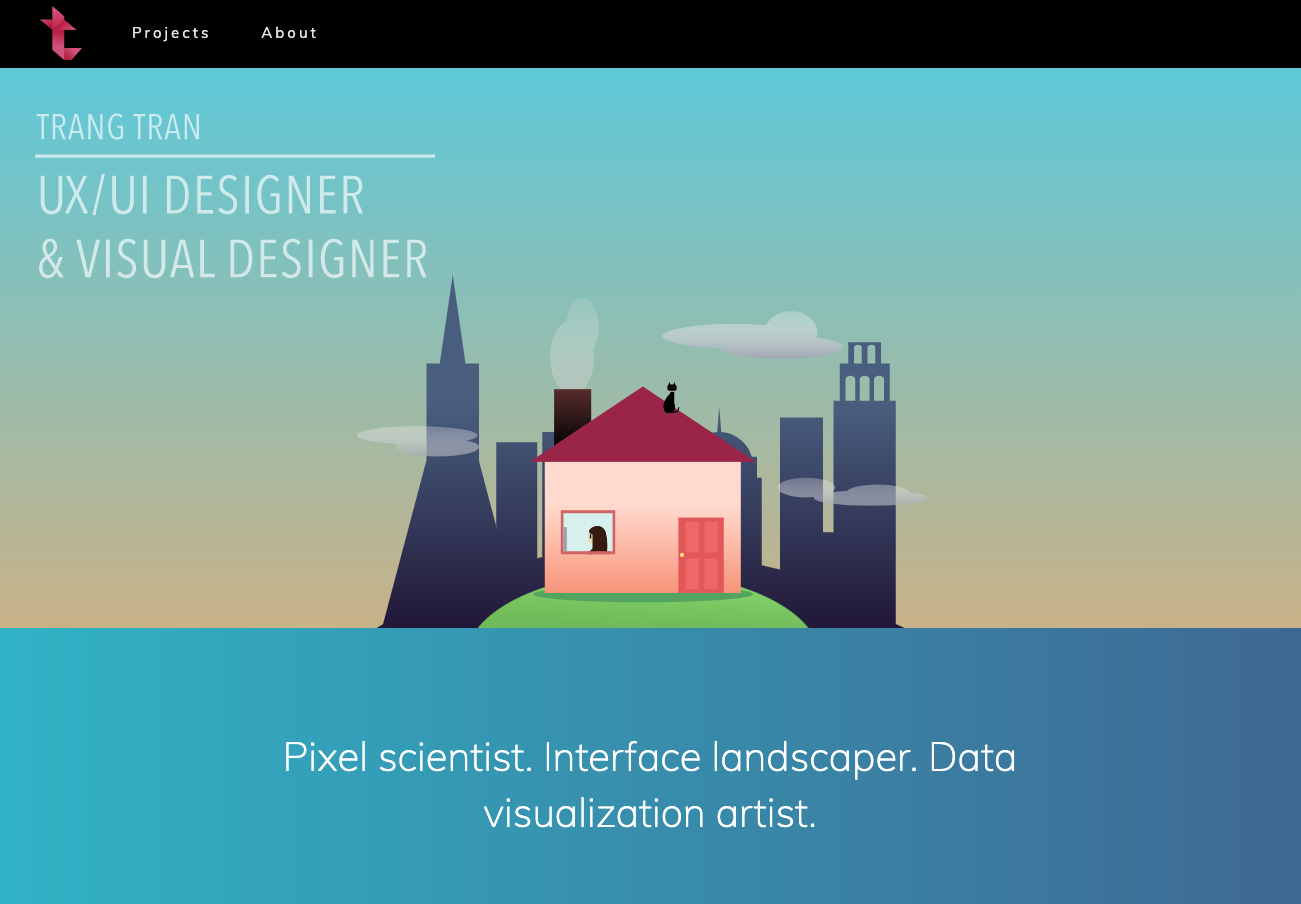 Projects About
TRANG TRAN
UX/UI DESIGNER
& VISUAL DESIGNER
Pixel scientist. Interface landscaper. Data
visualization artist.